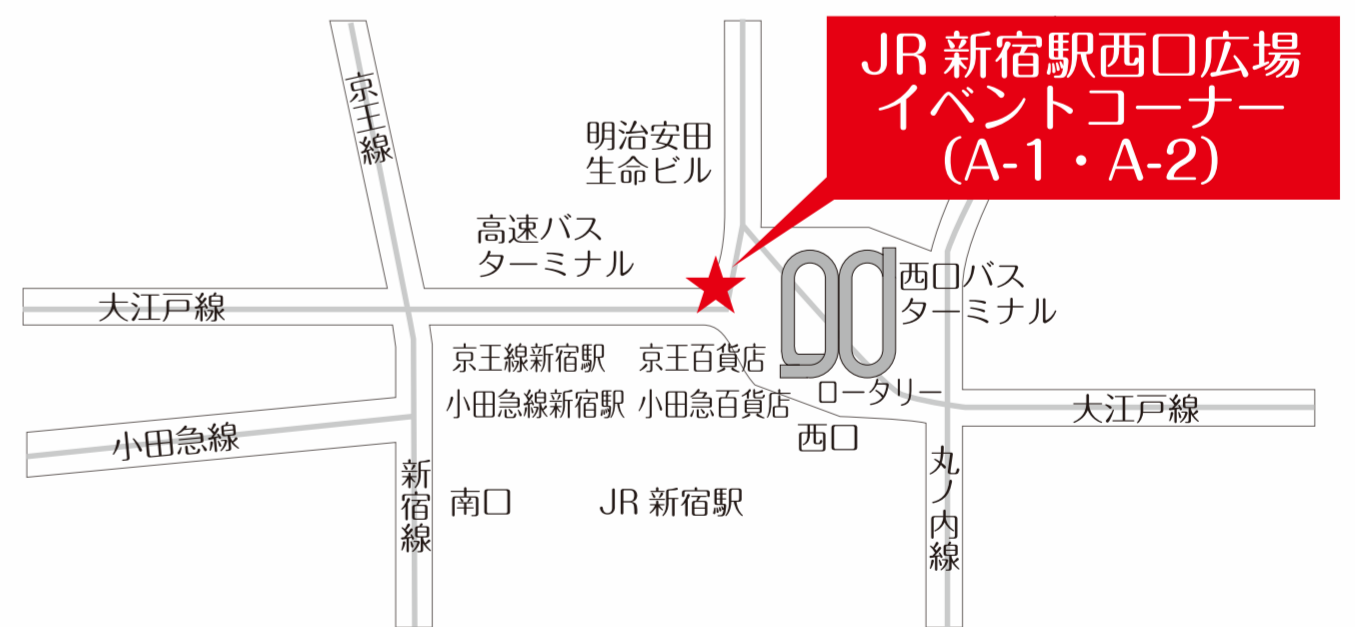 JR 新宿駅西口広場
イベントコーナー
(A-1・A-2)
京王線
明治安田
生命ビル
高速バス
ターミナル
西口バス
ターミナル
大江戸線
京王線新宿駅
京王百貨店
小田急線新宿駅
小田急百貨店
ロータリー
大江戸線
西口
小田急線
新宿線
南口
JR 新宿駅
丸ノ内線